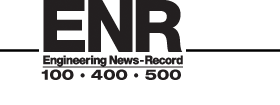 ENR
Engineering News-Record
100 • 400 • 500